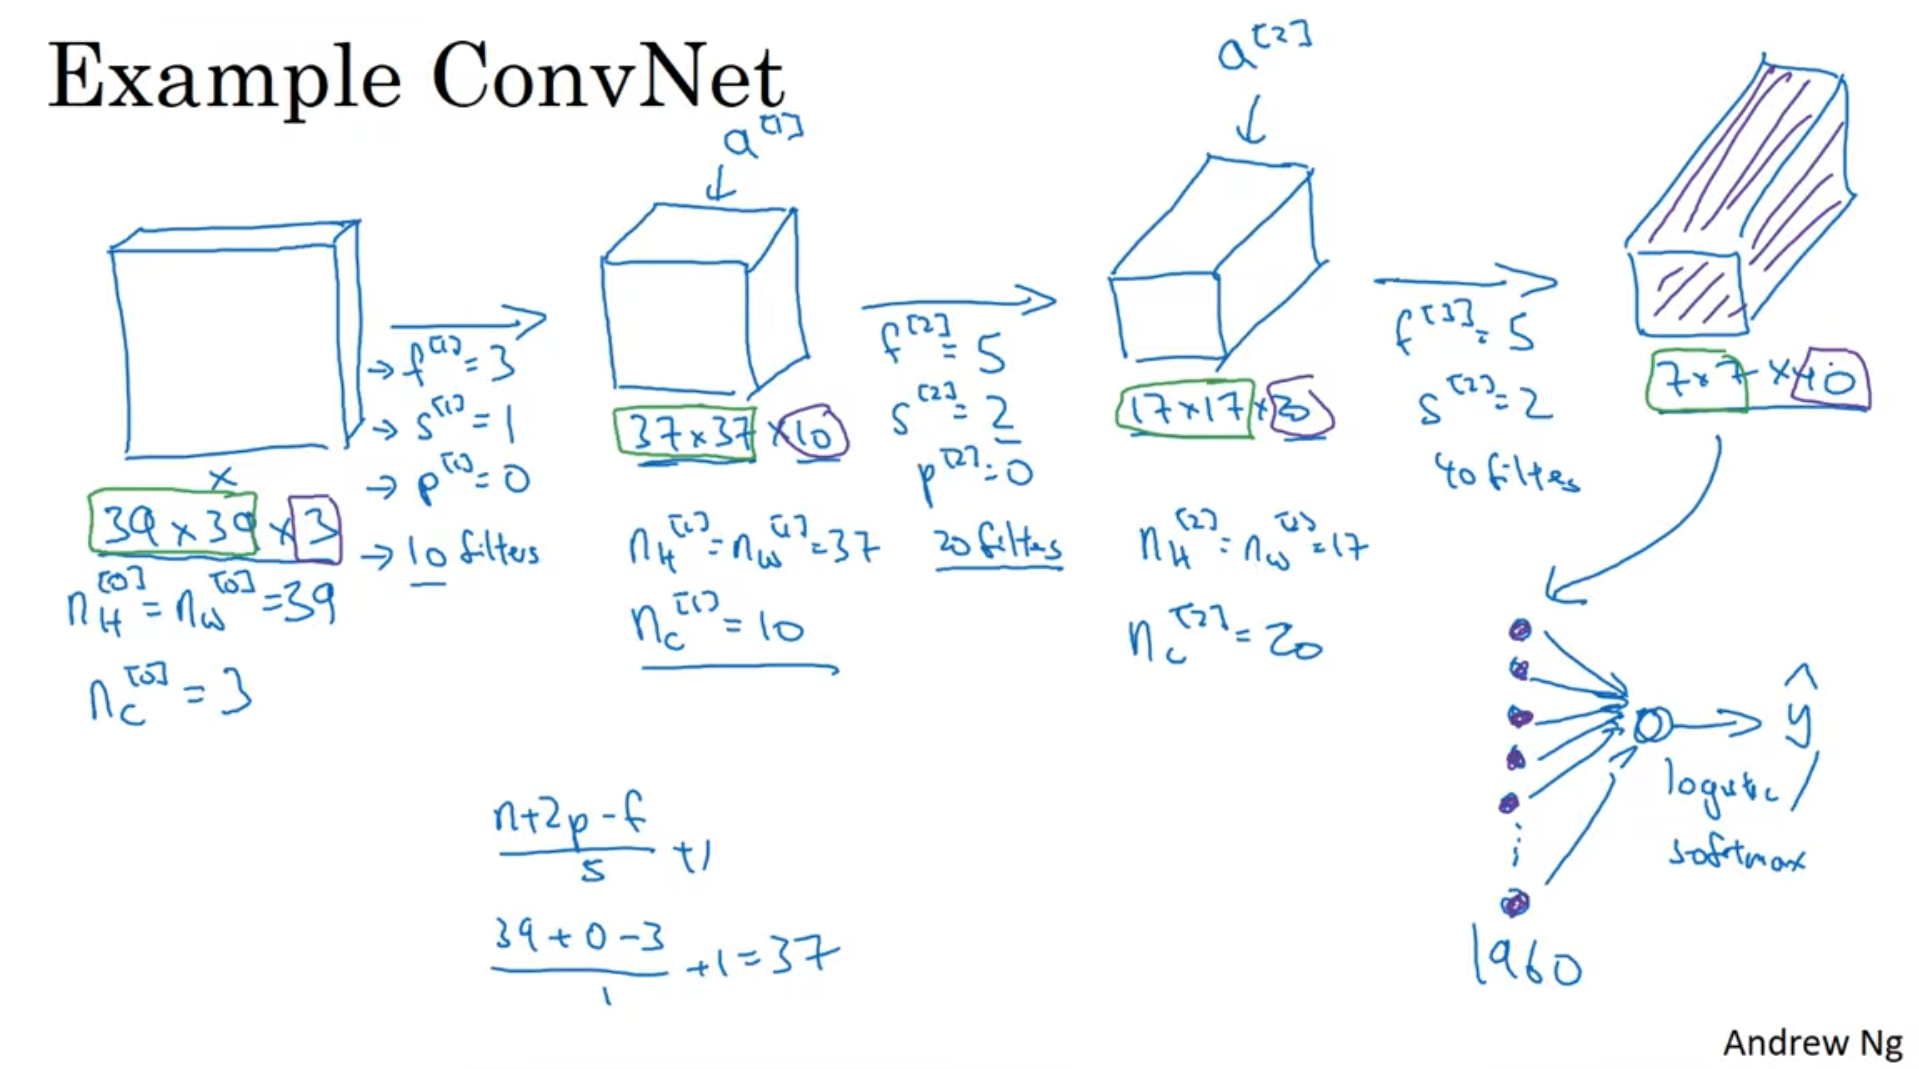 Example ConvNet
a^[1]
a^[2]
x
39 x 39 x 3
n_H^[0] = n_W^[0] = 39
n_C^[0] = 3
→ f^[1] = 3
→ s^[1] = 1
→ p^[1] = 0
→ 10 filters
37 x 37 x 10
n_H^[1] = n_W^[1] = 37
n_C^[1] = 10
f^[2] = 5
s^[2] = 2
p^[2] = 0
20 filters
17 x 17 x 20
n_H^[2] = n_W^[2] = 17
n_C^[2] = 20
f^[3] = 5
s^[2] = 2
40 filters
7 x 7 x 40
ŷ
logistic /
softmax
1960
(n+2p-f)/s +1
(39+0-3)/1 +1 = 37
Andrew Ng